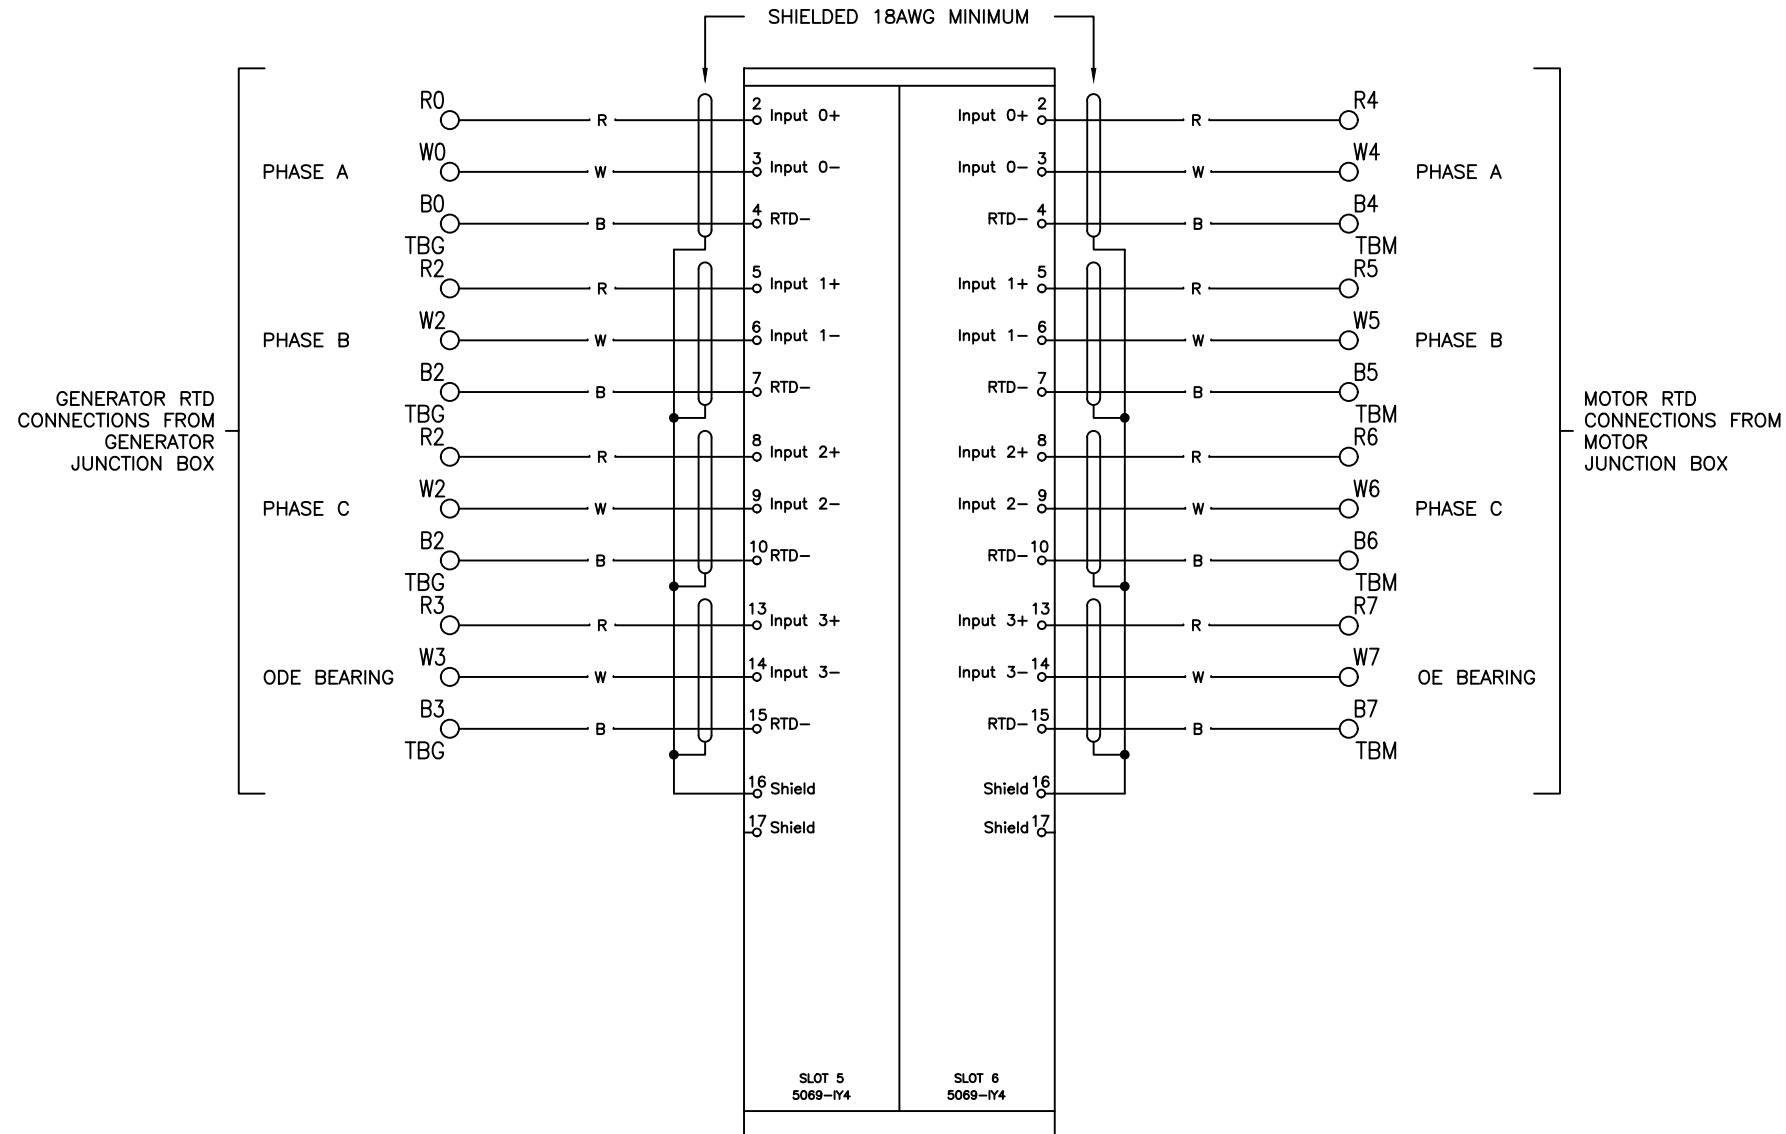 SHIELDED 18AWG MINIMUM
GENERATOR RTD
CONNECTIONS FROM
GENERATOR
JUNCTION BOX
PHASE A
PHASE B
PHASE C
ODE BEARING
R0
R
W0
W
B0
B
TBG
R2
R
W2
W
B2
B
TBG
R2
R
W2
W
B2
B
TBG
R3
R
W3
W
B3
B
TBG
2 Input 0+
3 Input 0-
4 RTD-
5 Input 1+
6 Input 1-
7 RTD-
8 Input 2+
9 Input 2-
10 RTD-
13 Input 3+
14 Input 3-
15 RTD-
16 Shield
17 Shield
SLOT 5
5069-IY4
Input 0+ 2
Input 0- 3
RTD- 4
Input 1+ 5
Input 1- 6
RTD- 7
Input 2+ 8
Input 2- 9
RTD- 10
Input 3+ 13
Input 3- 14
RTD- 15
Shield 16
Shield 17
SLOT 6
5069-IY4
R
R4
W
W4
B
B4
TBM
R
R5
W
W5
B
B5
TBM
R
R6
W
W6
B
B6
TBM
R
R7
W
W7
B
B7
TBM
PHASE A
PHASE B
PHASE C
OE BEARING
MOTOR RTD
CONNECTIONS FROM
MOTOR
JUNCTION BOX